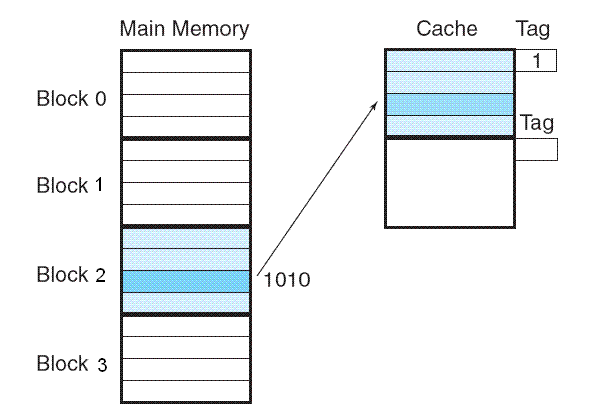 Main Memory
Cache
Tag
1
Block 0
Tag
Block 1
Block 2
1010
Block 3